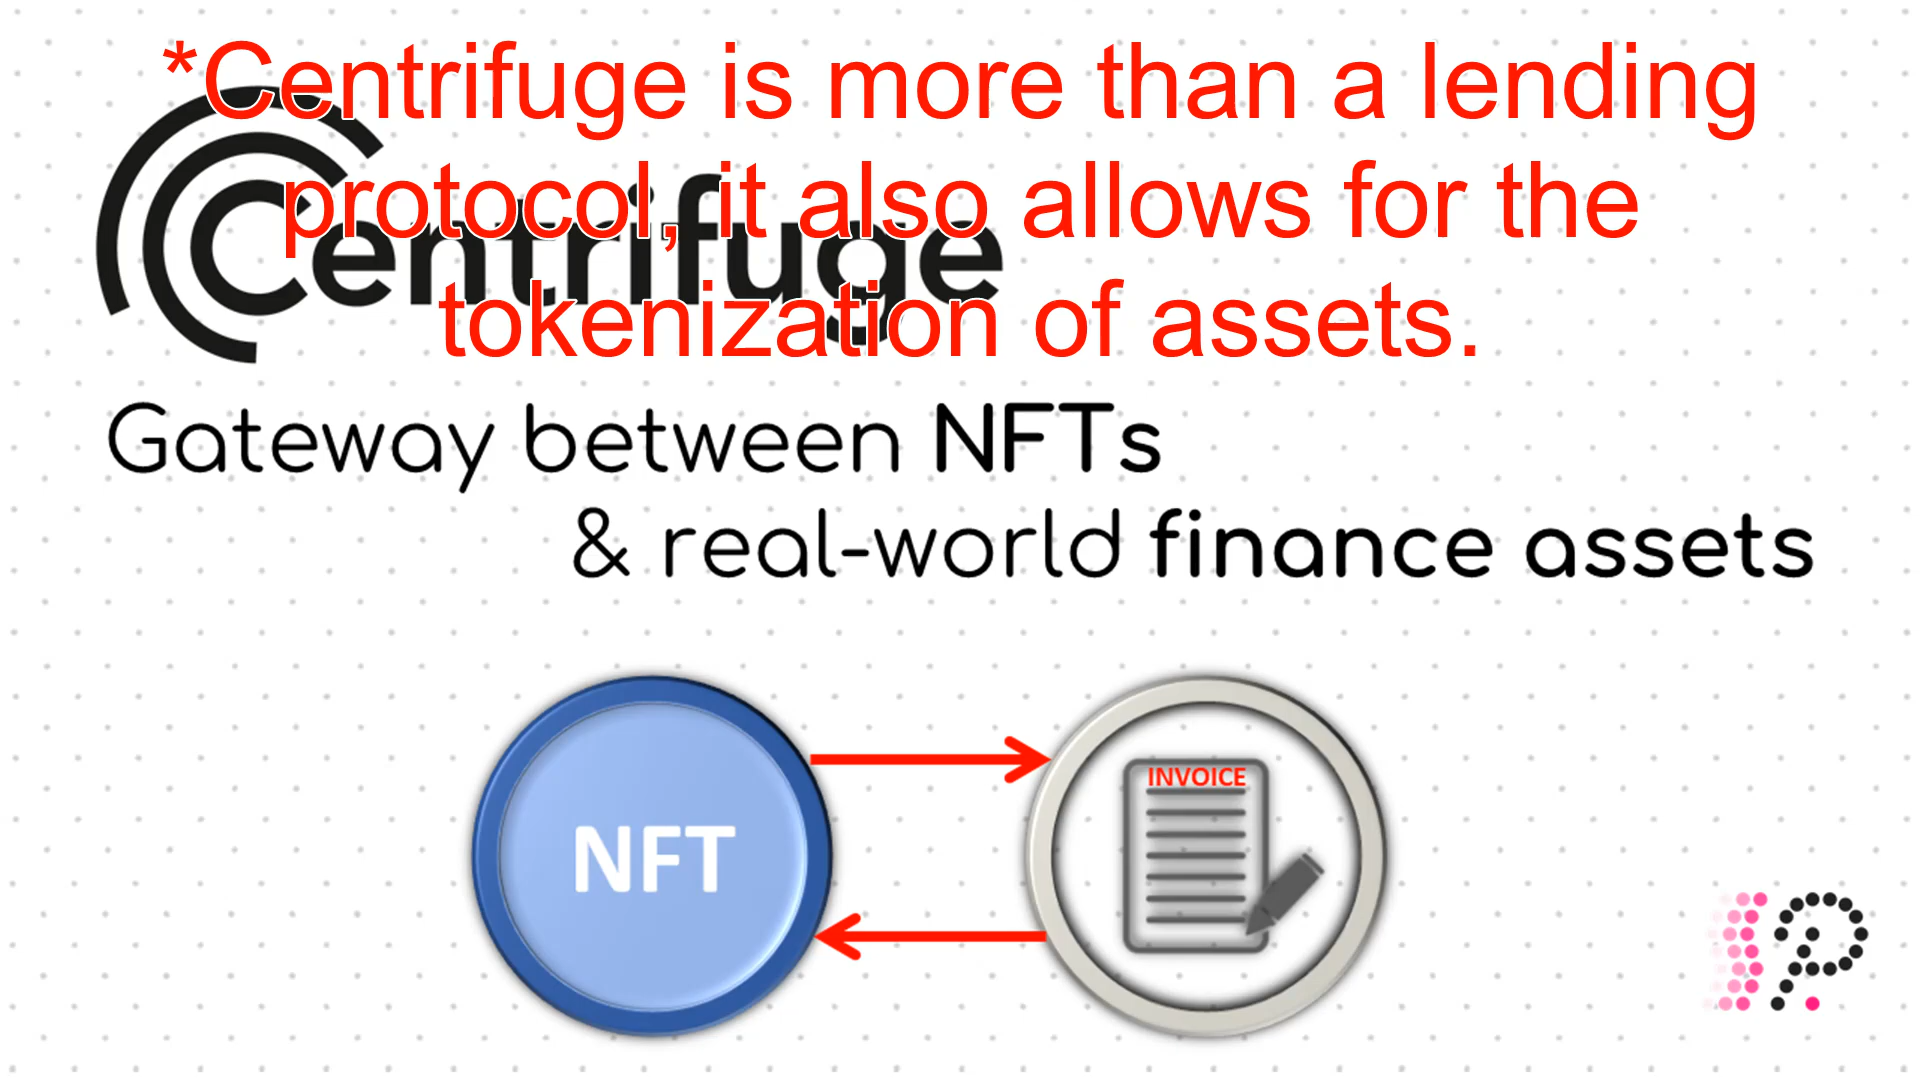 *Centrifuge is more than a lending
protocol, it also allows for the
tokenization of assets.
Centrifuge
Gateway between NFTs
& real-world finance assets
NFT
INVOICE